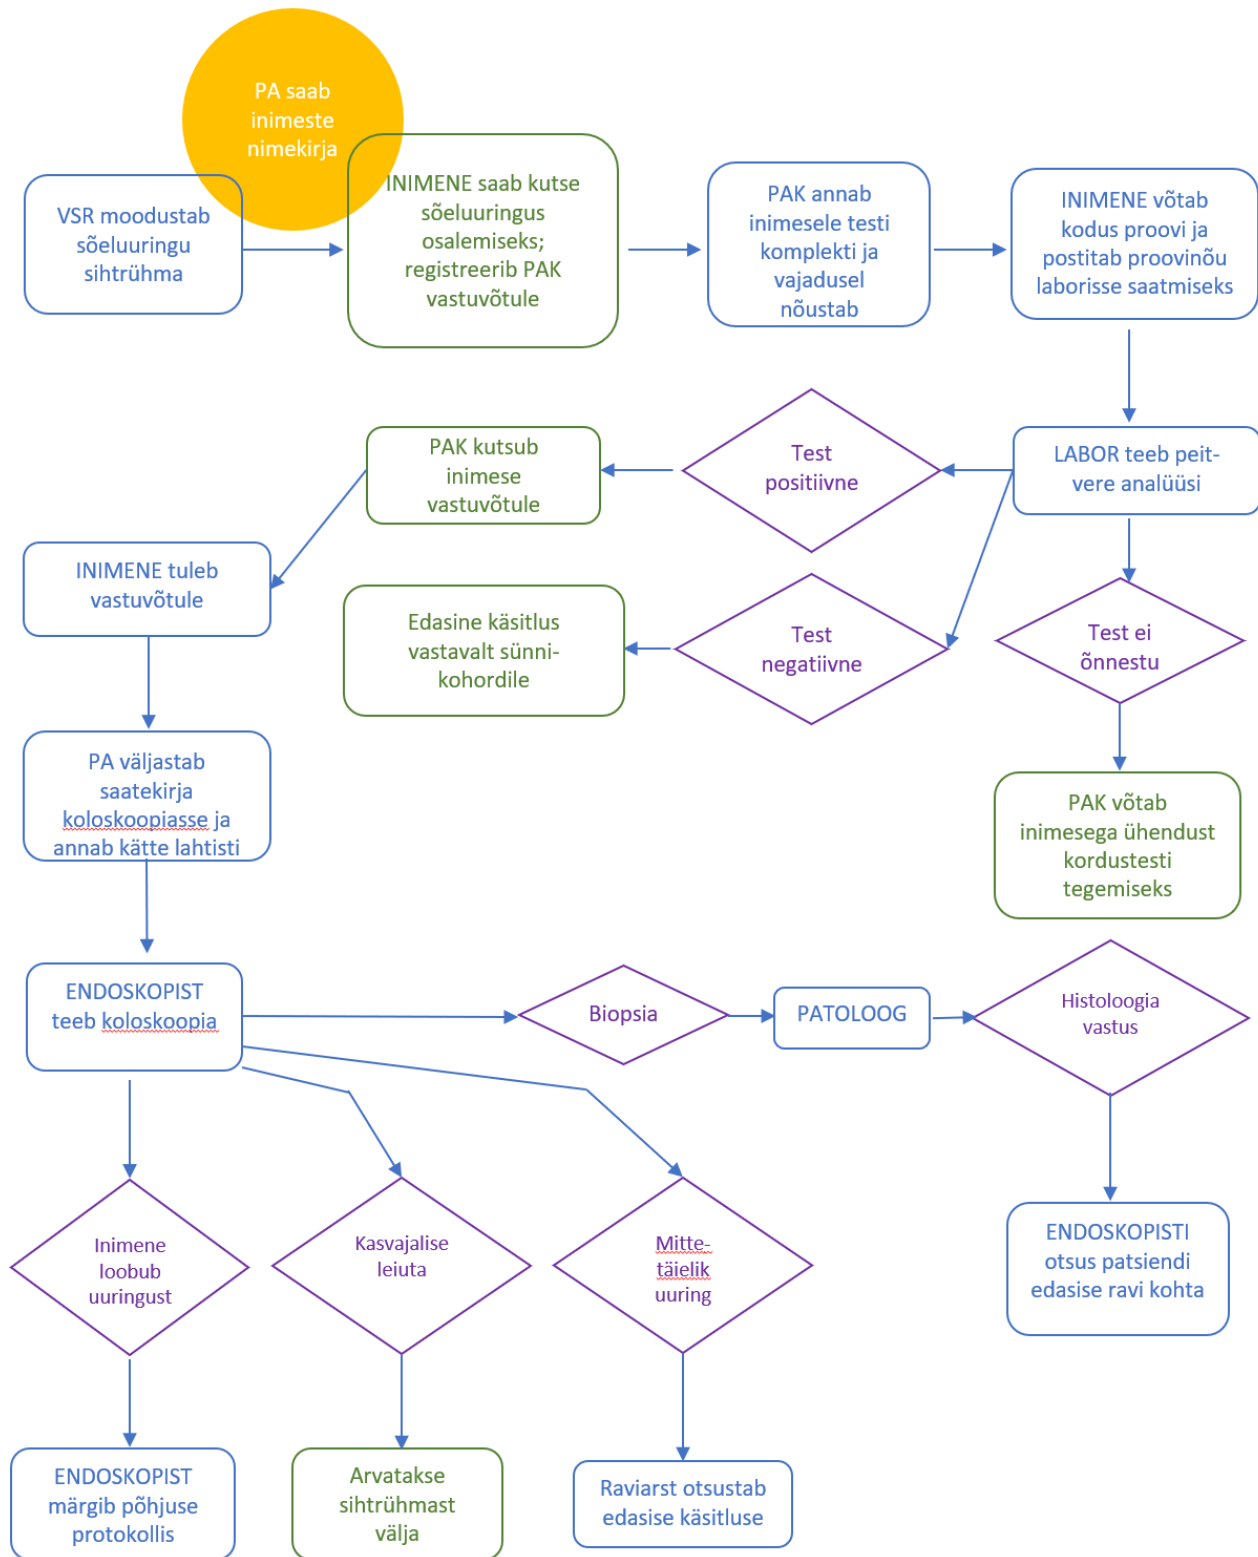 PA saab
inimeste
nimekirja
VSR moodustab
sõeluuringu
sihtrühma
INIMENE saab kutse
sõeluuringus
osalemiseks;
registreerib PAK
vastuvõtule
PAK annab
inimesele testi
komplekti ja
vajadusel
nõustab
INIMENE võtab
kodus proovi ja
postitab proovinõu
laborisse saatmiseks
LABOR teeb peit-
vere analüüsi
Test
positiivne
PAK kutsub
inimese
vastuvõtule
INIMENE tuleb
vastuvõtule
Test
negatiivne
Edasine käsitlus
vastavalt sünni-
kohordile
Test ei
õnnestu
PAK võtab
inimesega ühendust
kordustesti
tegemiseks
PA väljastab
saatekirja
koloskoopiasse ja
annab kätte lahtisti
ENDOSKOPIST
teeb koloskoopia
Biopsia
PATOLOOG
Histoloogia
vastus
ENDOSKOPISTI
otsus patsiendi
edasise ravi kohta
Inimene
loobub
uuringust
Kasvajalise
leiuta
Mitte-
täielik
uuring
ENDOSKOPIST
märgib põhjuse
protokollis
Arvatakse
sihtrühmast
välja
Raviarst otsustab
edasise käsitluse